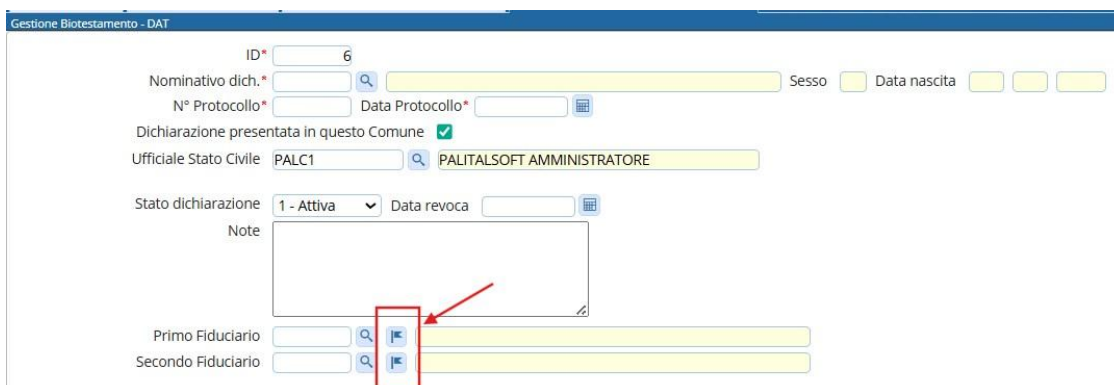 Gestione Biotestamento - DAT
ID* 6
Nominativo dich.* Sesso Data nascita
N° Protocollo* Data Protocollo*
Dichiarazione presentata in questo Comune
Ufficiale Stato Civile PALC1 PALITALSOFT AMMINISTRATORE
Stato dichiarazione 1 - Attiva Data revoca
Note
Primo Fiduciario
Secondo Fiduciario